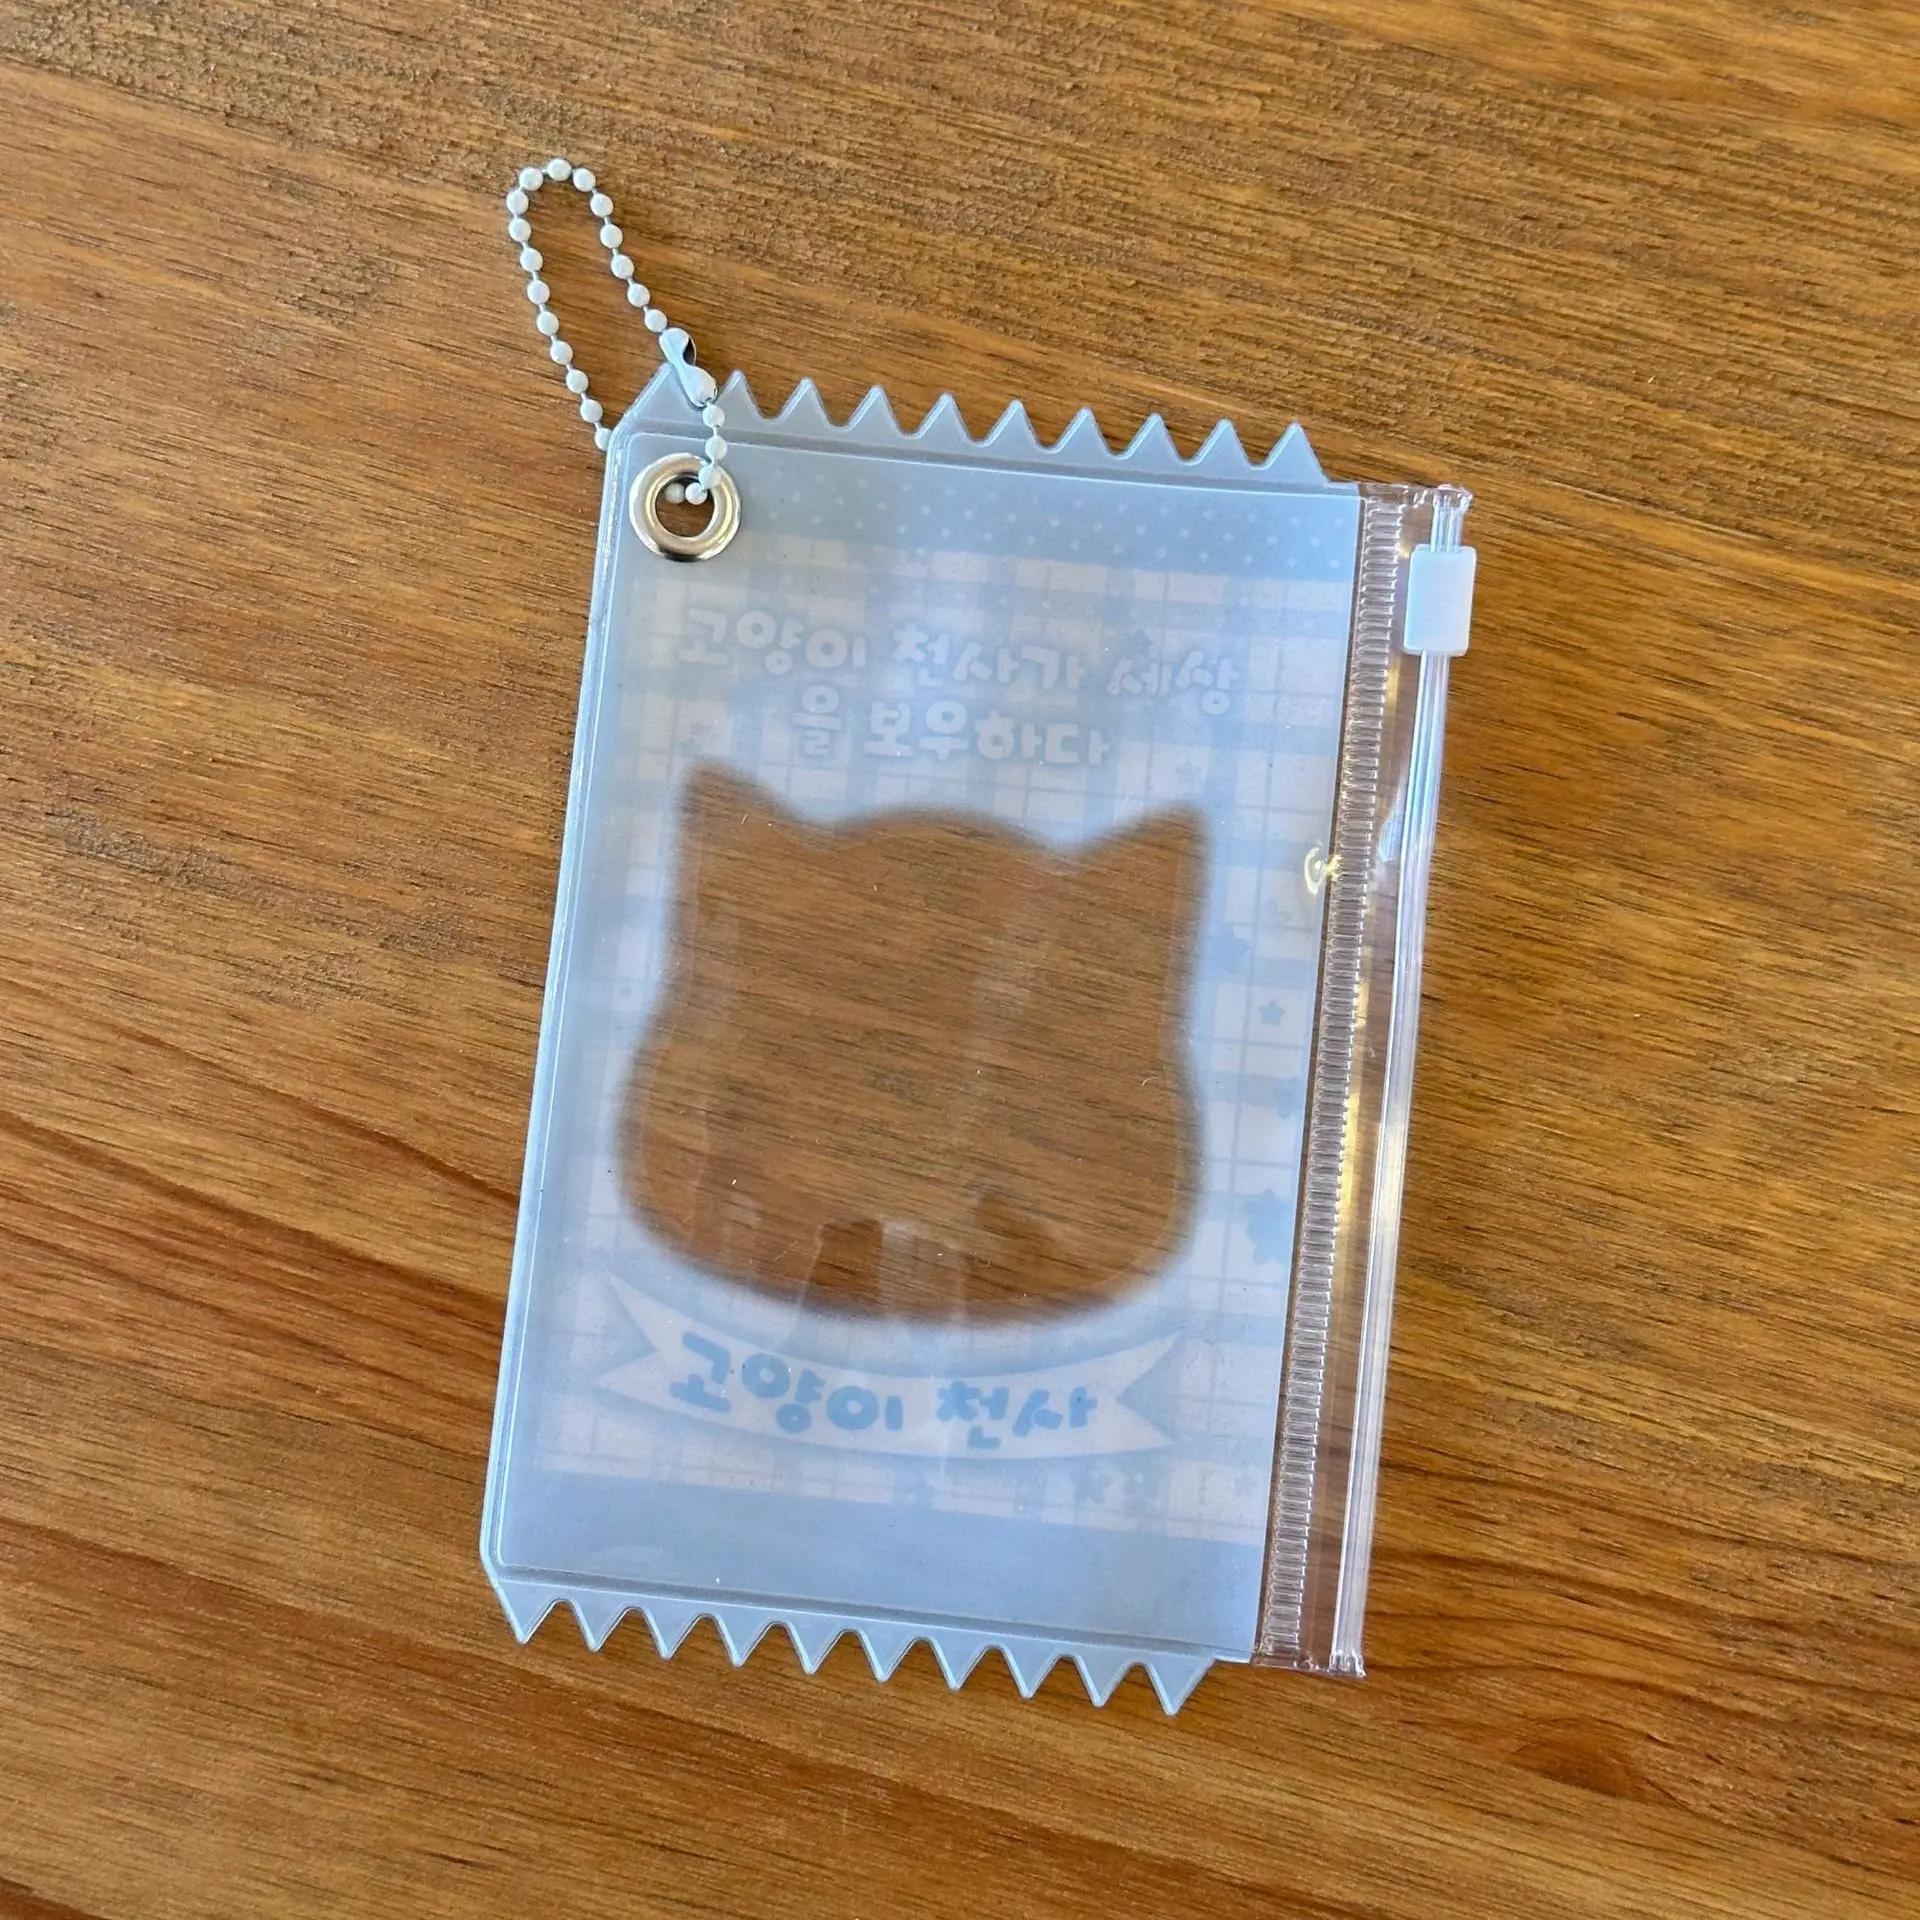 고양이 천사가 세상
을 보우하다
고양이 천사